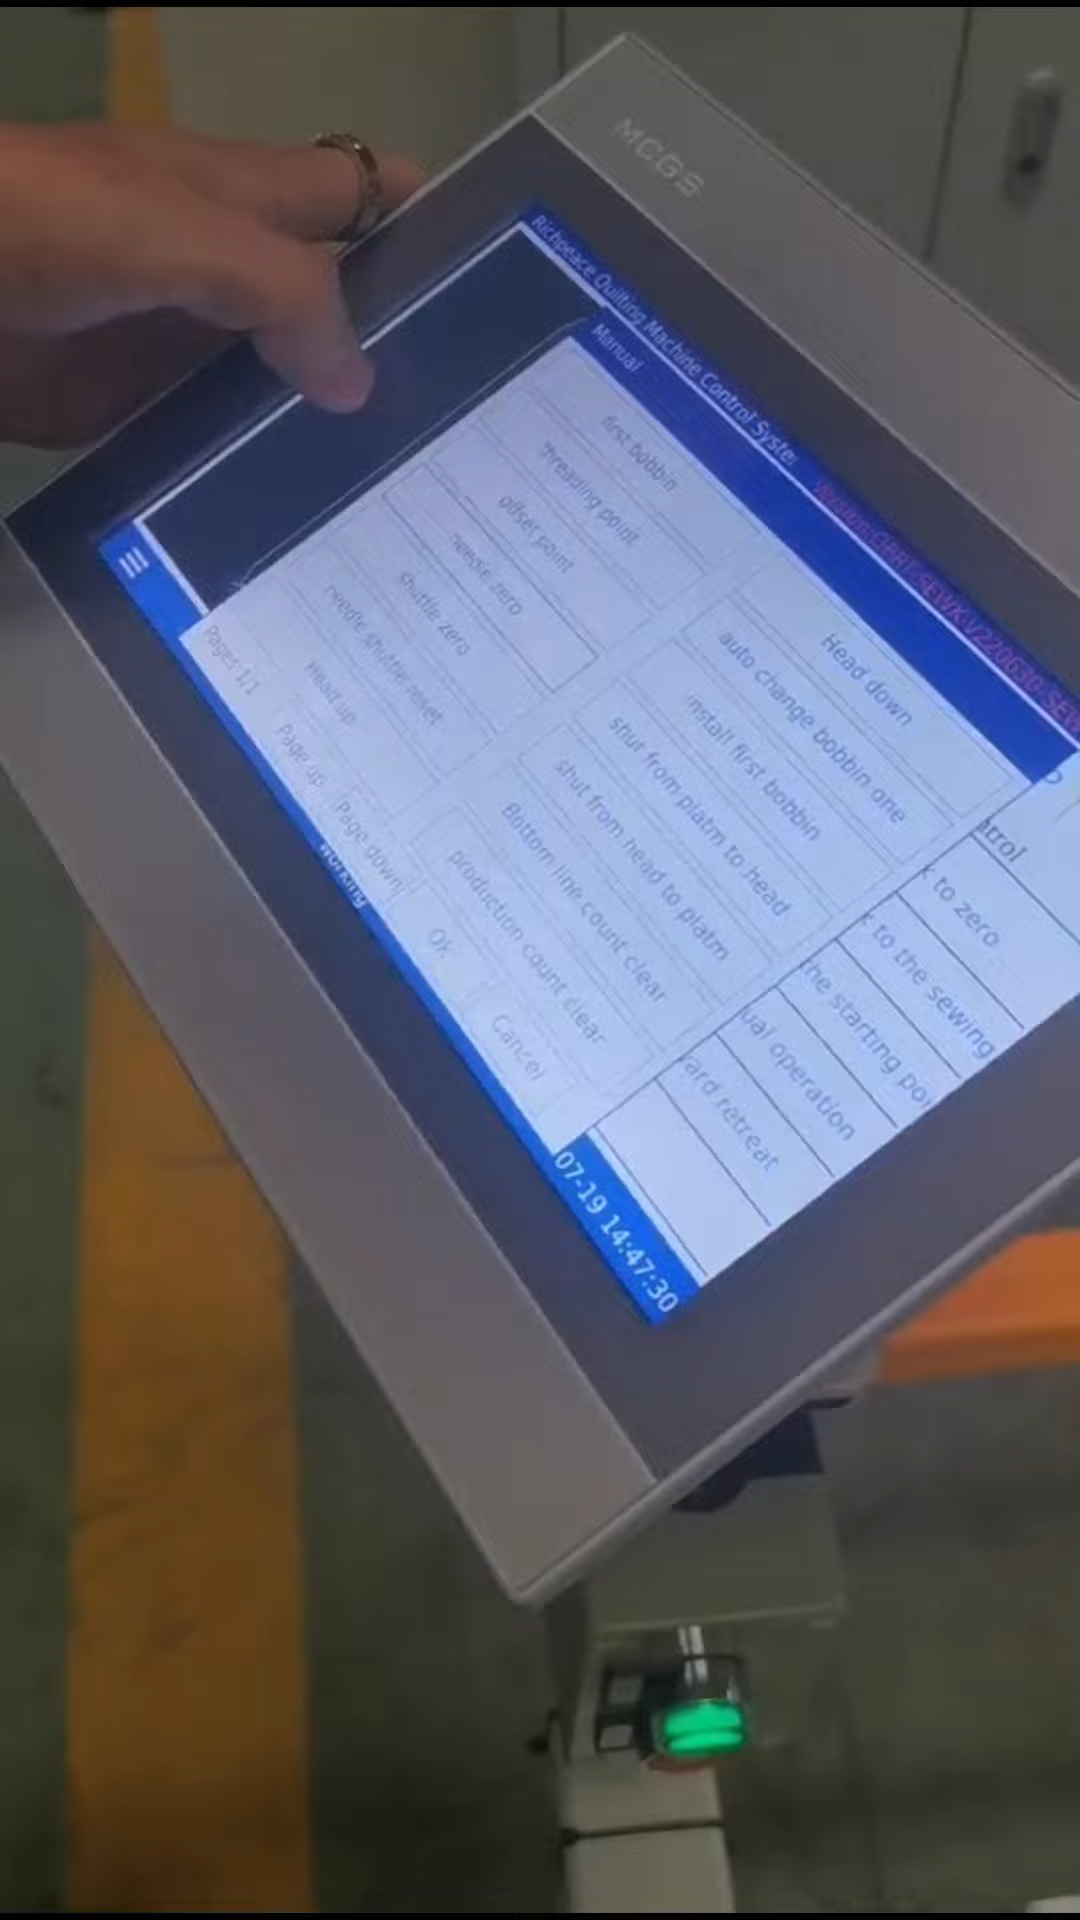 MCGS
Richpeace Quilting Machine Control System
Manual
first bobbin
threading point
offset point
needle zero
shuttle zero
needle shuttle reset
Head up
Head down
auto change bobbin one
install first bobbin
shut from platm to head
shut from head to platm
Bottom line count clear
production count clear
Pages 1/1
Page up
Page down
Ok
Cancel
ntrol
k to zero
k to the sewing
the starting po
ual operation
ard retreat
Working
07-19 14:47:30